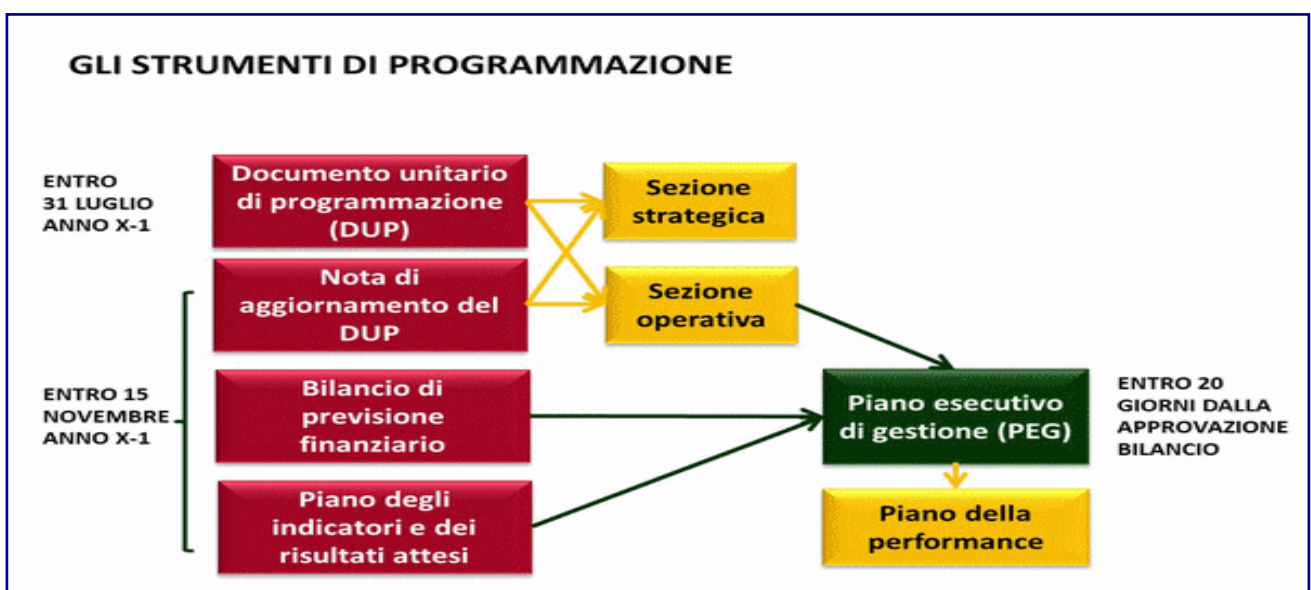 GLI STRUMENTI DI PROGRAMMAZIONE
ENTRO
31 LUGLIO
ANNO X-1
Documento unitario
di programmazione
(DUP)
Sezione
strategica
Nota di
aggiornamento del
DUP
Sezione
operativa
ENTRO 15
NOVEMBRE
ANNO X-1
Bilancio di
previsione
finanziario
Piano esecutivo
di gestione (PEG)
ENTRO 20
GIORNI DALLA
APPROVAZIONE
BILANCIO
Piano degli
indicatori e dei
risultati attesi
Piano della
performance